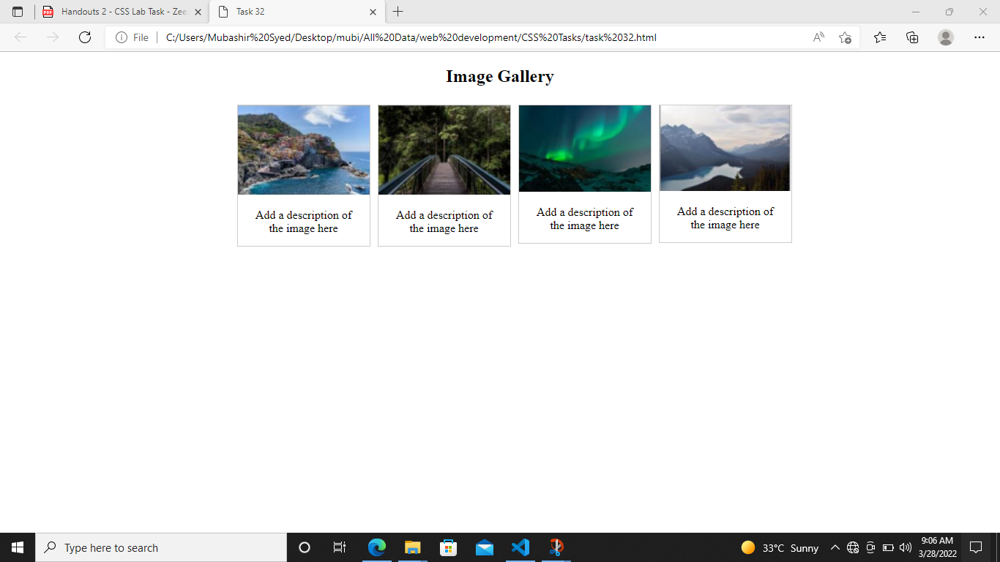 PDF
Handouts 2 - CSS Lab Task - Zee
Task 32
File
C:/Users/Mubashir%20Syed/Desktop/mubi/All%20Data/web%20development/CSS%20Tasks/task%2032.html
Image Gallery
Add a description of
the image here
Add a description of
the image here
Add a description of
the image here
Add a description of
the image here
Type here to search
33°C Sunny
9:06 AM
3/28/2022